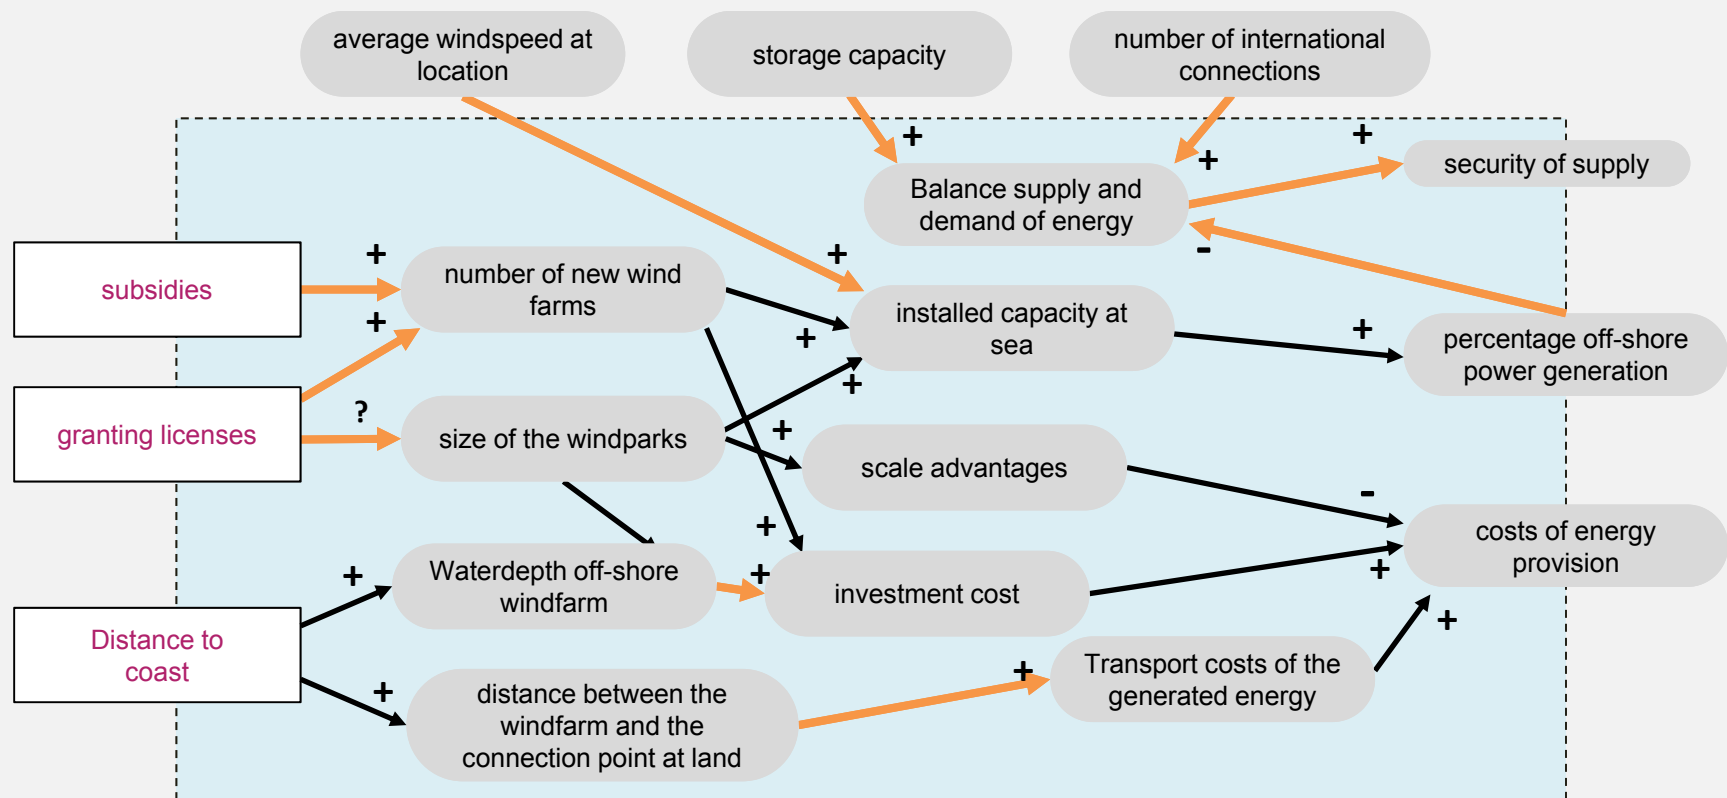 average windspeed at
location
storage capacity
number of international
connections
+
+
+
security of supply
Balance supply and
demand of energy
-
subsidies
+
number of new wind
farms
+
installed capacity at
sea
+
+
+
percentage off-shore
power generation
+
granting licenses
?
size of the windparks
+
scale advantages
-
costs of energy
provision
+
+
Waterdepth off-shore
windfarm
+
+
investment cost
+
Distance to
coast
+
distance between the
windfarm and the
connection point at land
+
Transport costs of the
generated energy